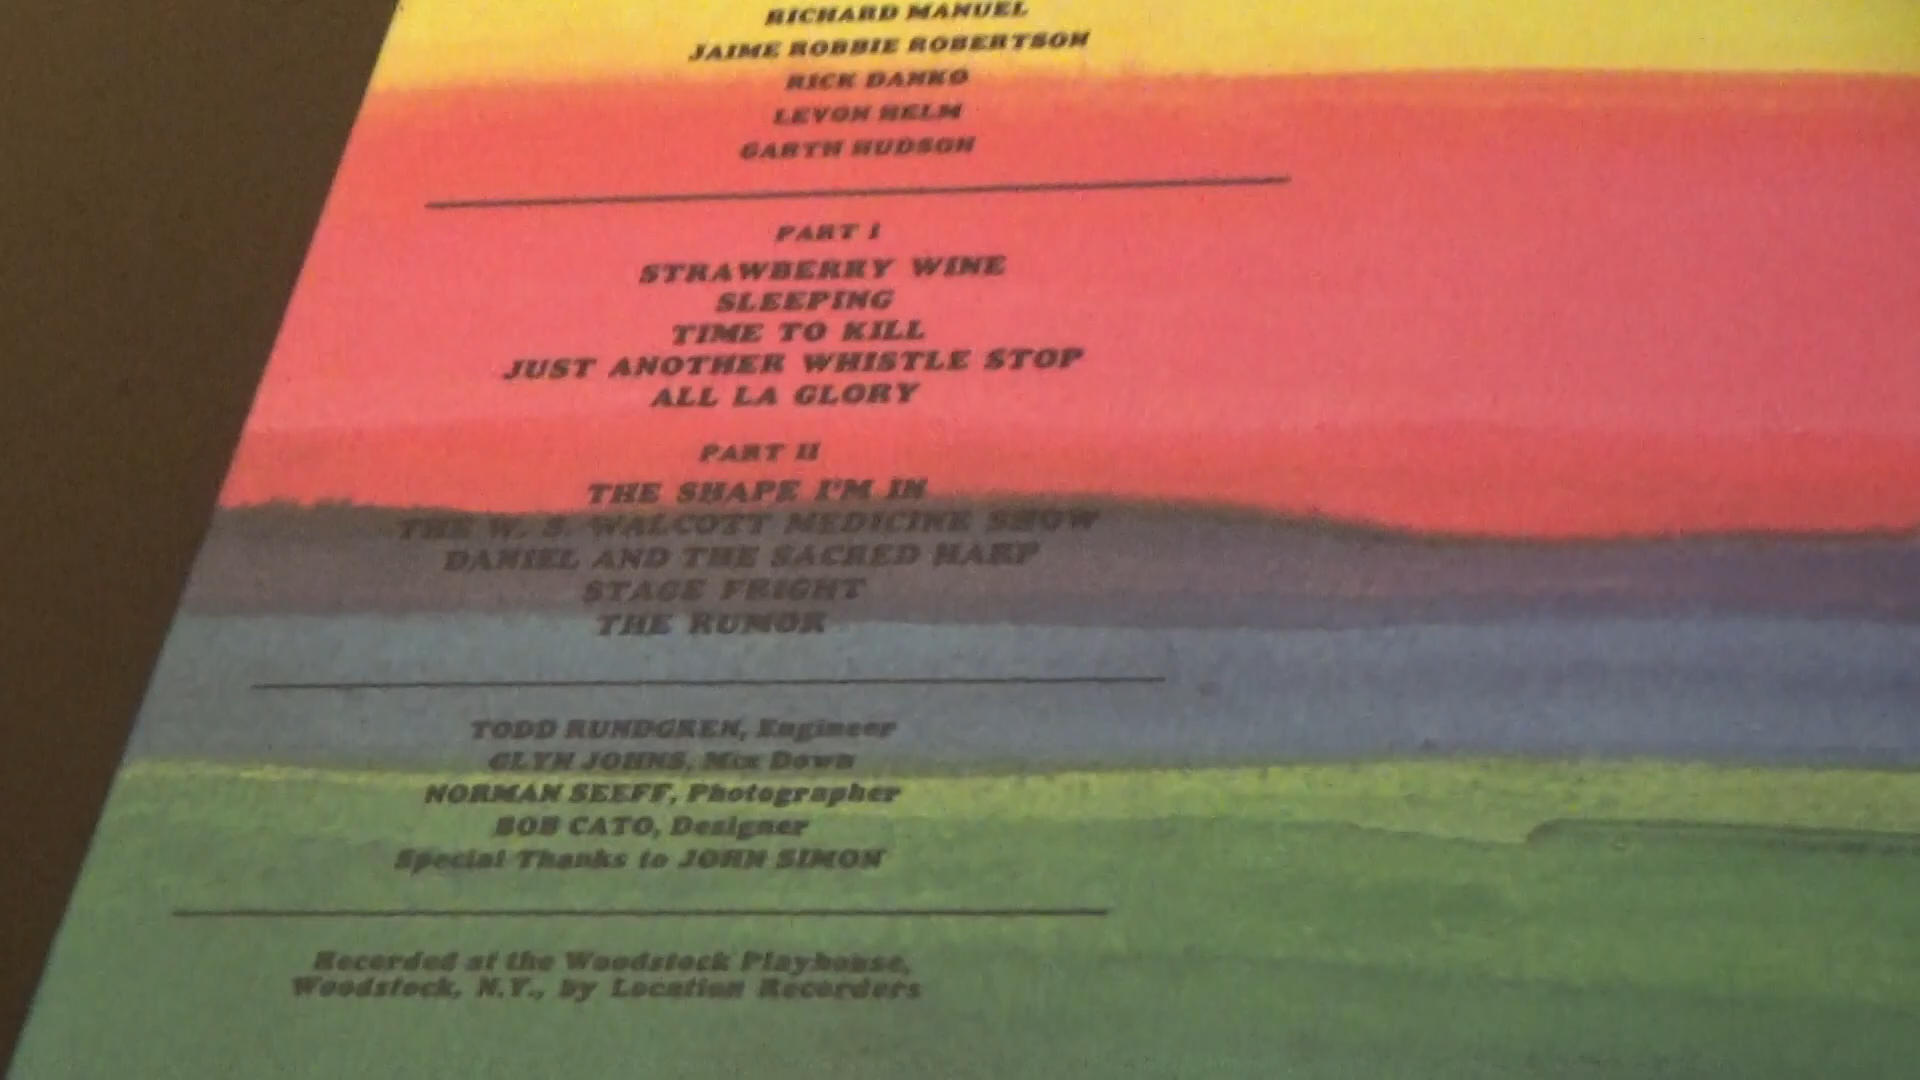 RICHARD MANUEL
JAIME ROBBIE ROBERTSON
RICK DANKO
LEVON HELM
GARTH HUDSON
PART I
STRAWBERRY WINE
SLEEPING
TIME TO KILL
JUST ANOTHER WHISTLE STOP
ALL LA GLORY
PART II
THE SHAPE I'M IN
THE W. S. WALCOTT MEDICINE SHOW
DANIEL AND THE SACRED HARP
STAGE FRIGHT
THE RUMOR
TODD RUNDGREN, Engineer
GLYN JOHNS, Mix Down
NORMAN SEEFF, Photographer
BOB CATO, Designer
Special Thanks to JOHN SIMON
Recorded at the Woodstock Playhouse,
Woodstock, N.Y., by Location Recorders